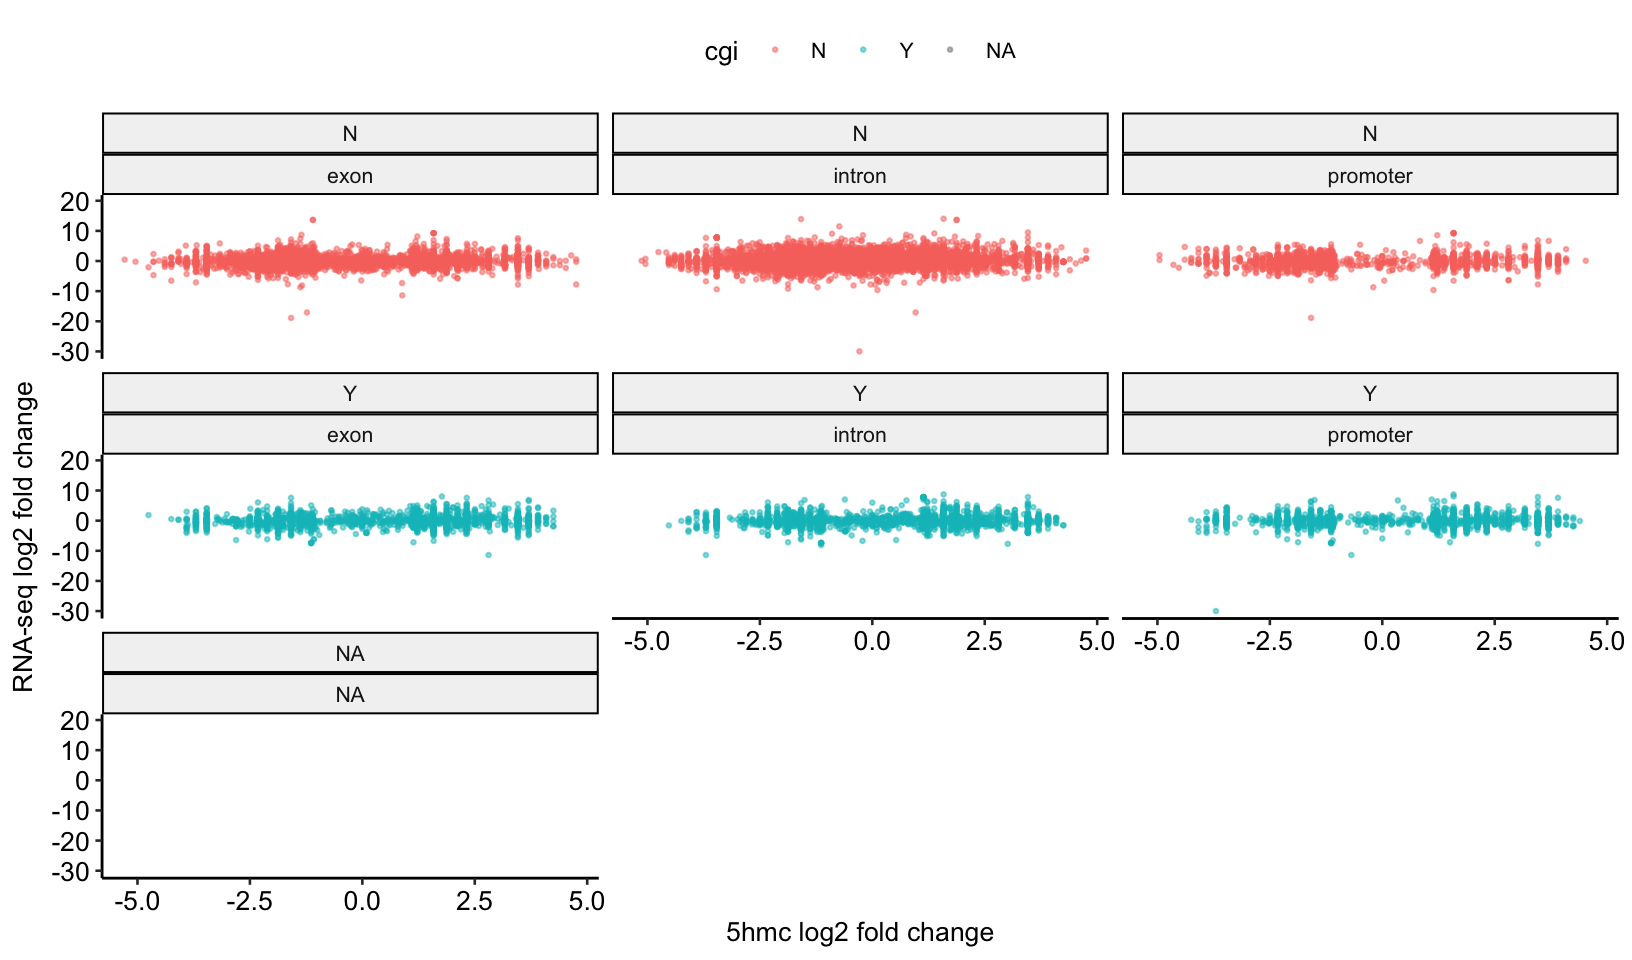 cgi N Y NA
N N N
exon intron promoter
20
10
0
-10
-20
-30
Y Y Y
exon intron promoter
20
10
0
-10
-20
-30
-5.0 -2.5 0.0 2.5 5.0 -5.0 -2.5 0.0 2.5 5.0
NA
NA
20
10
0
-10
-20
-30
-5.0 -2.5 0.0 2.5 5.0
RNA-seq log2 fold change
5hmc log2 fold change